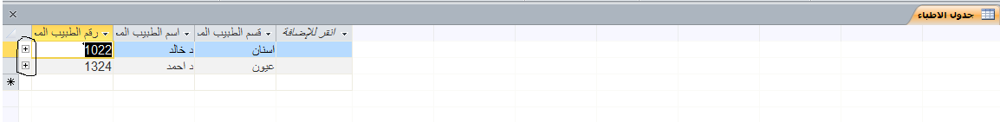 جدول الاطباء
رقم الطبيب الم اسم الطبيب الم قسم الطبيب الم انقر للإضافة
1022 د خالد اسنان
1324 د احمد عيون